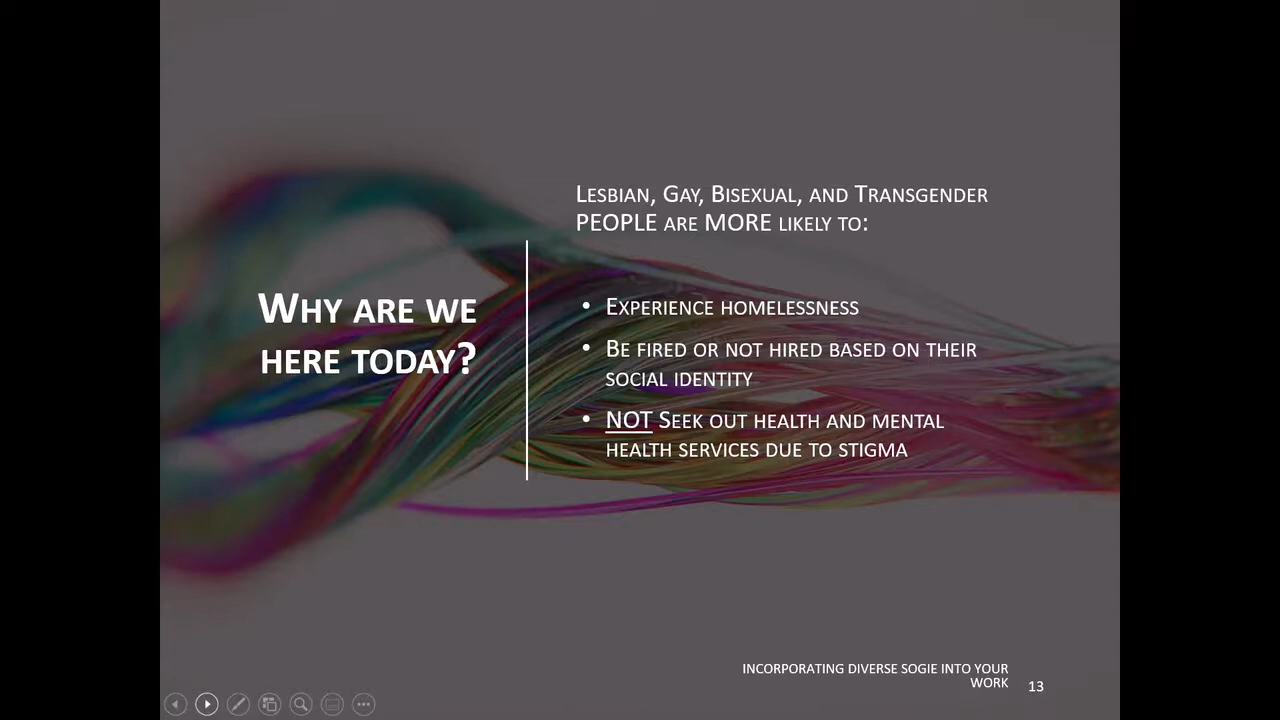 Why are we
here today?
Lesbian, Gay, Bisexual, and Transgender
PEOPLE are MORE likely to:
• Experience homelessness
• Be fired or not hired based on their
social identity
• NOT Seek out health and mental
health services due to stigma
INCORPORATING DIVERSE SOGIE INTO YOUR
WORK
13